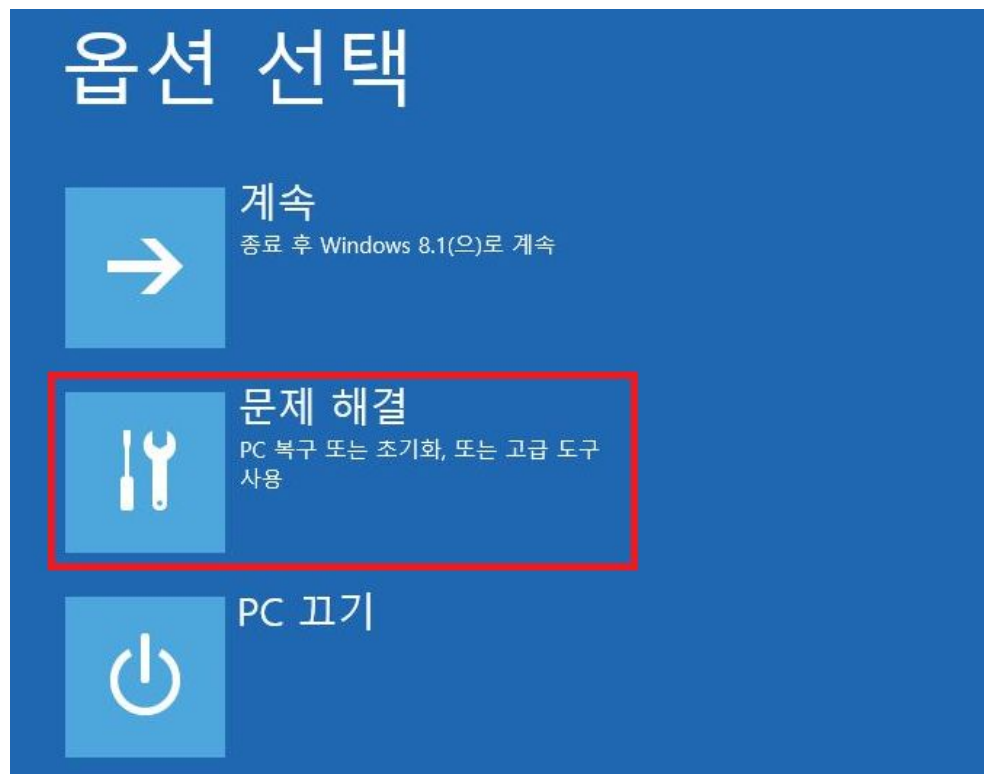 옵션 선택
계속
종료 후 Windows 8.1(으)로 계속
문제 해결
PC 복구 또는 초기화, 또는 고급 도구
사용
PC 끄기